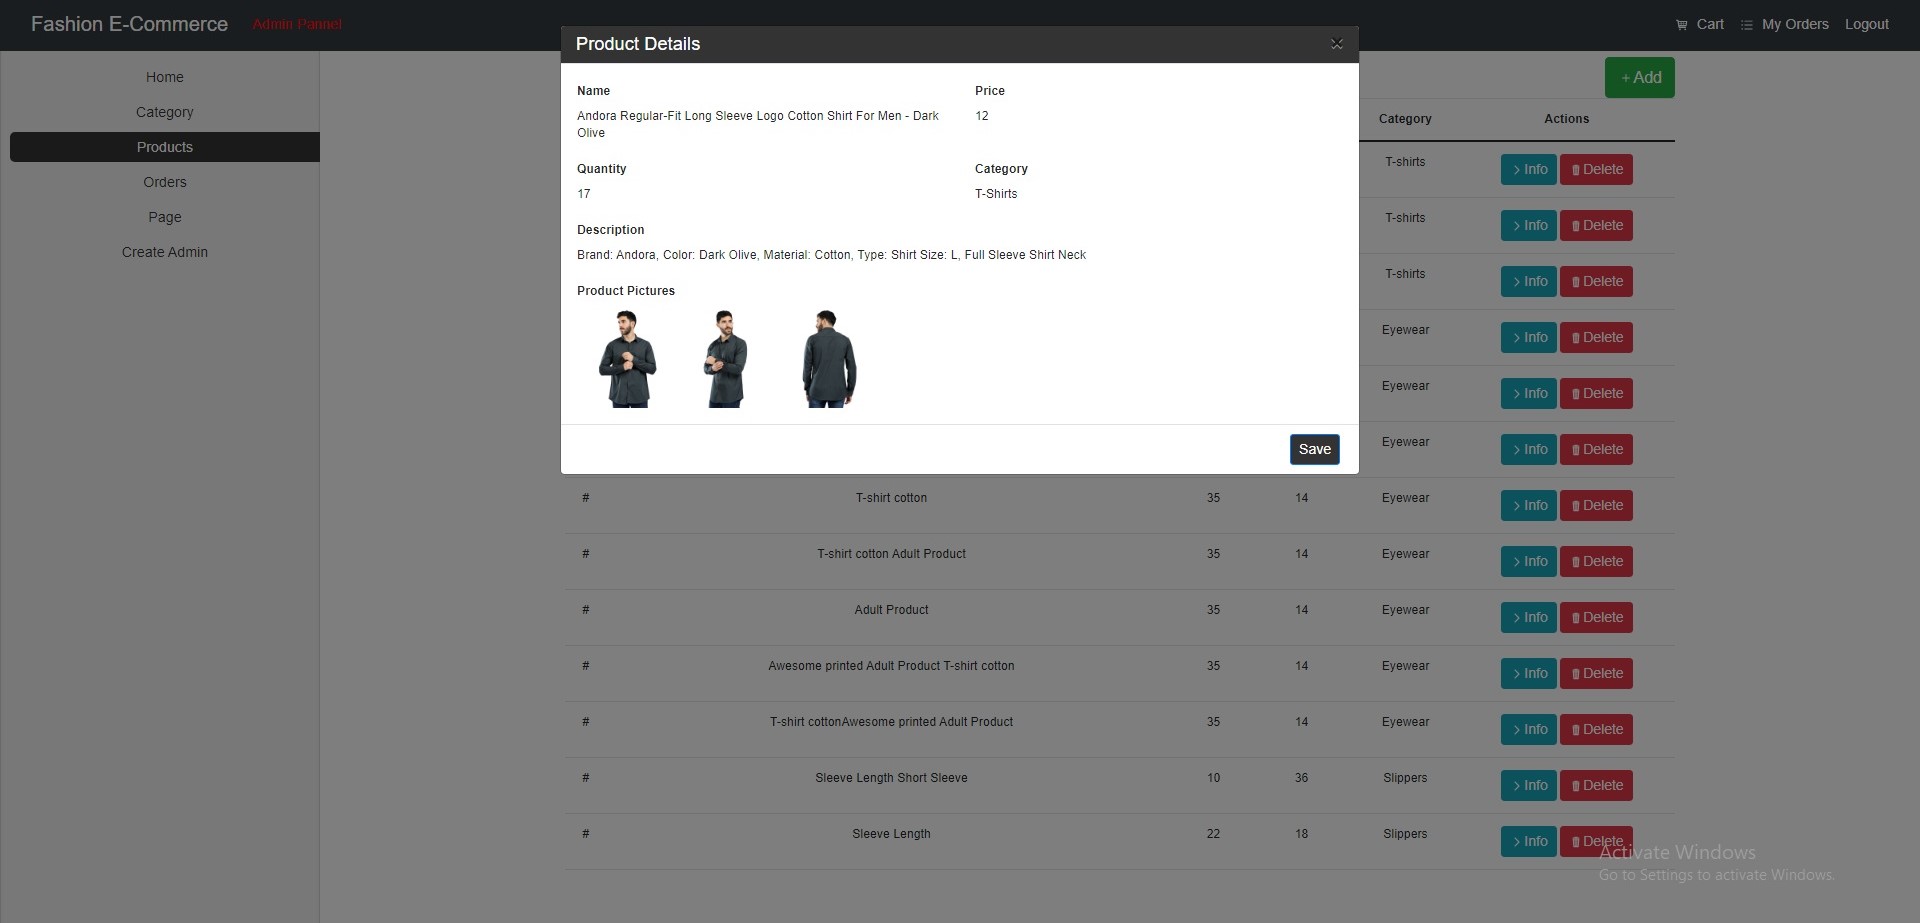 Fashion E-Commerce Admin Pannel Cart My Orders Logout
Home
Category
Products
Orders
Page
Create Admin
Product Details
Name Price
Andora Regular-Fit Long Sleeve Logo Cotton Shirt For Men - Dark 12
Olive
Quantity Category
17 T-Shirts
Description
Brand: Andora, Color: Dark Olive, Material: Cotton, Type: Shirt Size: L, Full Sleeve Shirt Neck
Product Pictures
Save
+ Add
Category Actions
T-shirts > Info Delete
T-shirts > Info Delete
T-shirts > Info Delete
Eyewear > Info Delete
Eyewear > Info Delete
Eyewear > Info Delete
# T-shirt cotton 35 14 Eyewear > Info Delete
# T-shirt cotton Adult Product 35 14 Eyewear > Info Delete
# Adult Product 35 14 Eyewear > Info Delete
# Awesome printed Adult Product T-shirt cotton 35 14 Eyewear > Info Delete
# T-shirt cottonAwesome printed Adult Product 35 14 Eyewear > Info Delete
# Sleeve Length Short Sleeve 10 36 Slippers > Info Delete
# Sleeve Length 22 18 Slippers > Info Delete
Activate Windows
Go to Settings to activate Windows.